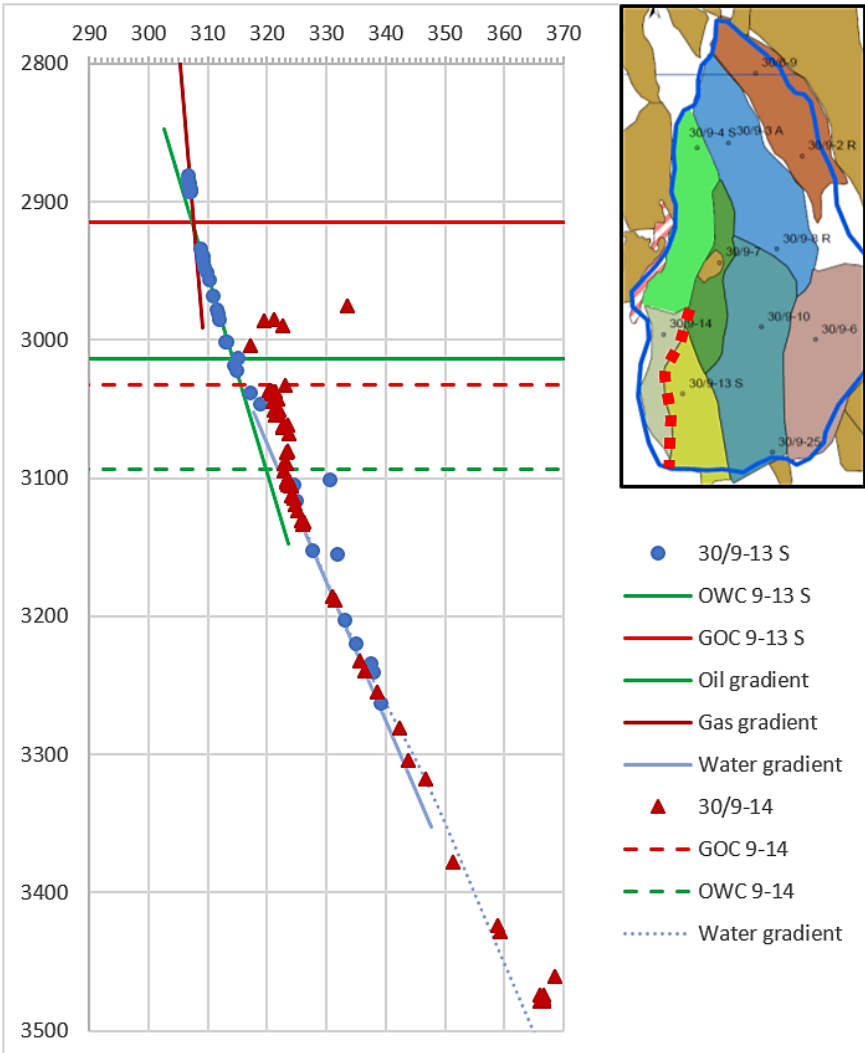 290 300 310 320 330 340 350 360 370
2800
2900
3000
3100
3200
3300
3400
3500
30/6-9
30/9-4 S
30/9-3 A
30/9-2 R
30/9-8 R
30/9-7
30/9-14
30/9-10
30/9-6
30/9-13 S
30/9-25
30/9-13 S
OWC 9-13 S
GOC 9-13 S
Oil gradient
Gas gradient
Water gradient
30/9-14
GOC 9-14
OWC 9-14
Water gradient